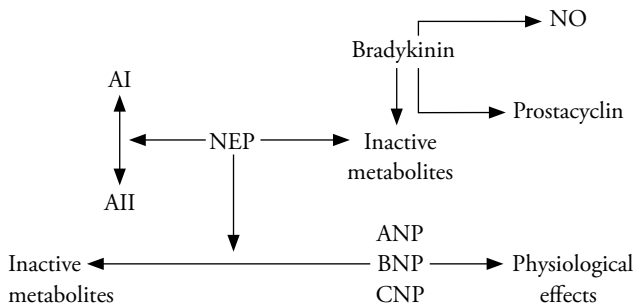 NO
Bradykinin
AI
Prostacyclin
NEP
Inactive
metabolites
AII
ANP
Inactive
metabolites
BNP
Physiological
effects
CNP